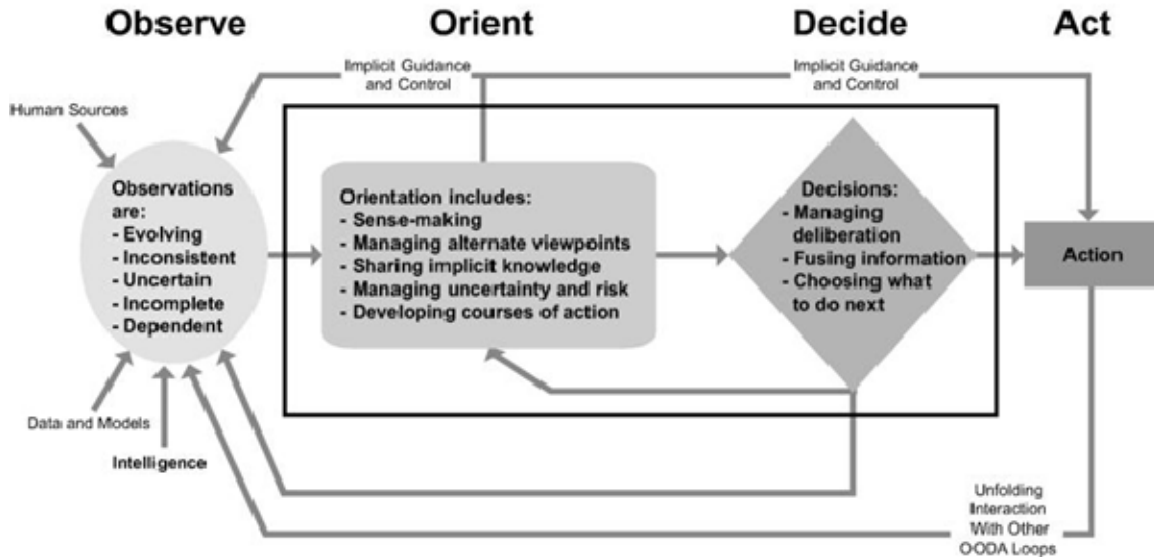 Observe
Orient
Decide
Act
Implicit Guidance
and Control
Implicit Guidance
and Control
Human Sources
Observations
are:
- Evolving
- Inconsistent
- Uncertain
- Incomplete
- Dependent
Orientation includes:
- Sense-making
- Managing alternate viewpoints
- Sharing implicit knowledge
- Managing uncertainty and risk
- Developing courses of action
Decisions:
- Managing
deliberation
- Fusing information
- Choosing what
to do next
Action
Data and Models
Intelligence
Unfolding
Interaction
With Other
OODA Loops